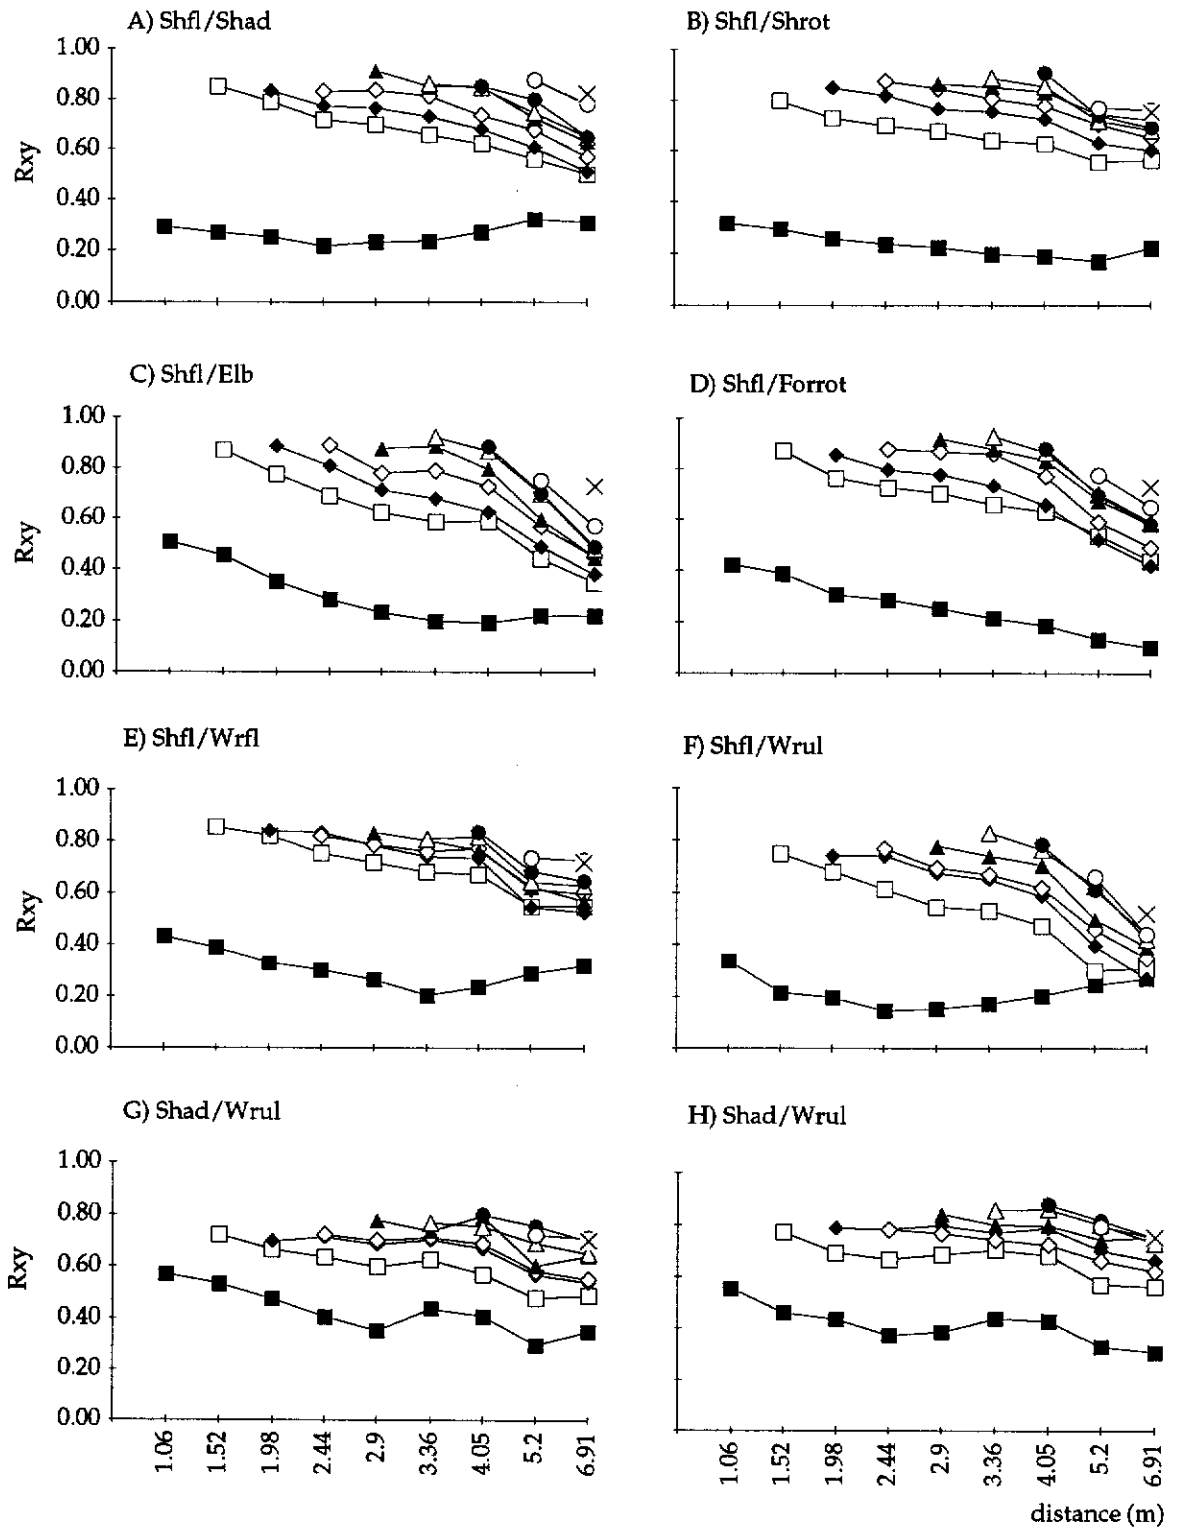 A) Shfl/Shad
B) Shfl/Shrot
1.00
0.80
0.60
0.40
0.20
0.00
Rxy
C) Shfl/Elb
D) Shfl/Forrot
1.00
0.80
0.60
0.40
0.20
0.00
Rxy
E) Shfl/Wrfl
F) Shfl/Wrul
1.00
0.80
0.60
0.40
0.20
0.00
Rxy
G) Shad/Wrul
H) Shad/Wrul
1.00
0.80
0.60
0.40
0.20
0.00
Rxy
1.06 1.52 1.98 2.44 2.9 3.36 4.05 5.2 6.91
1.06 1.52 1.98 2.44 2.9 3.36 4.05 5.2 6.91
distance (m)